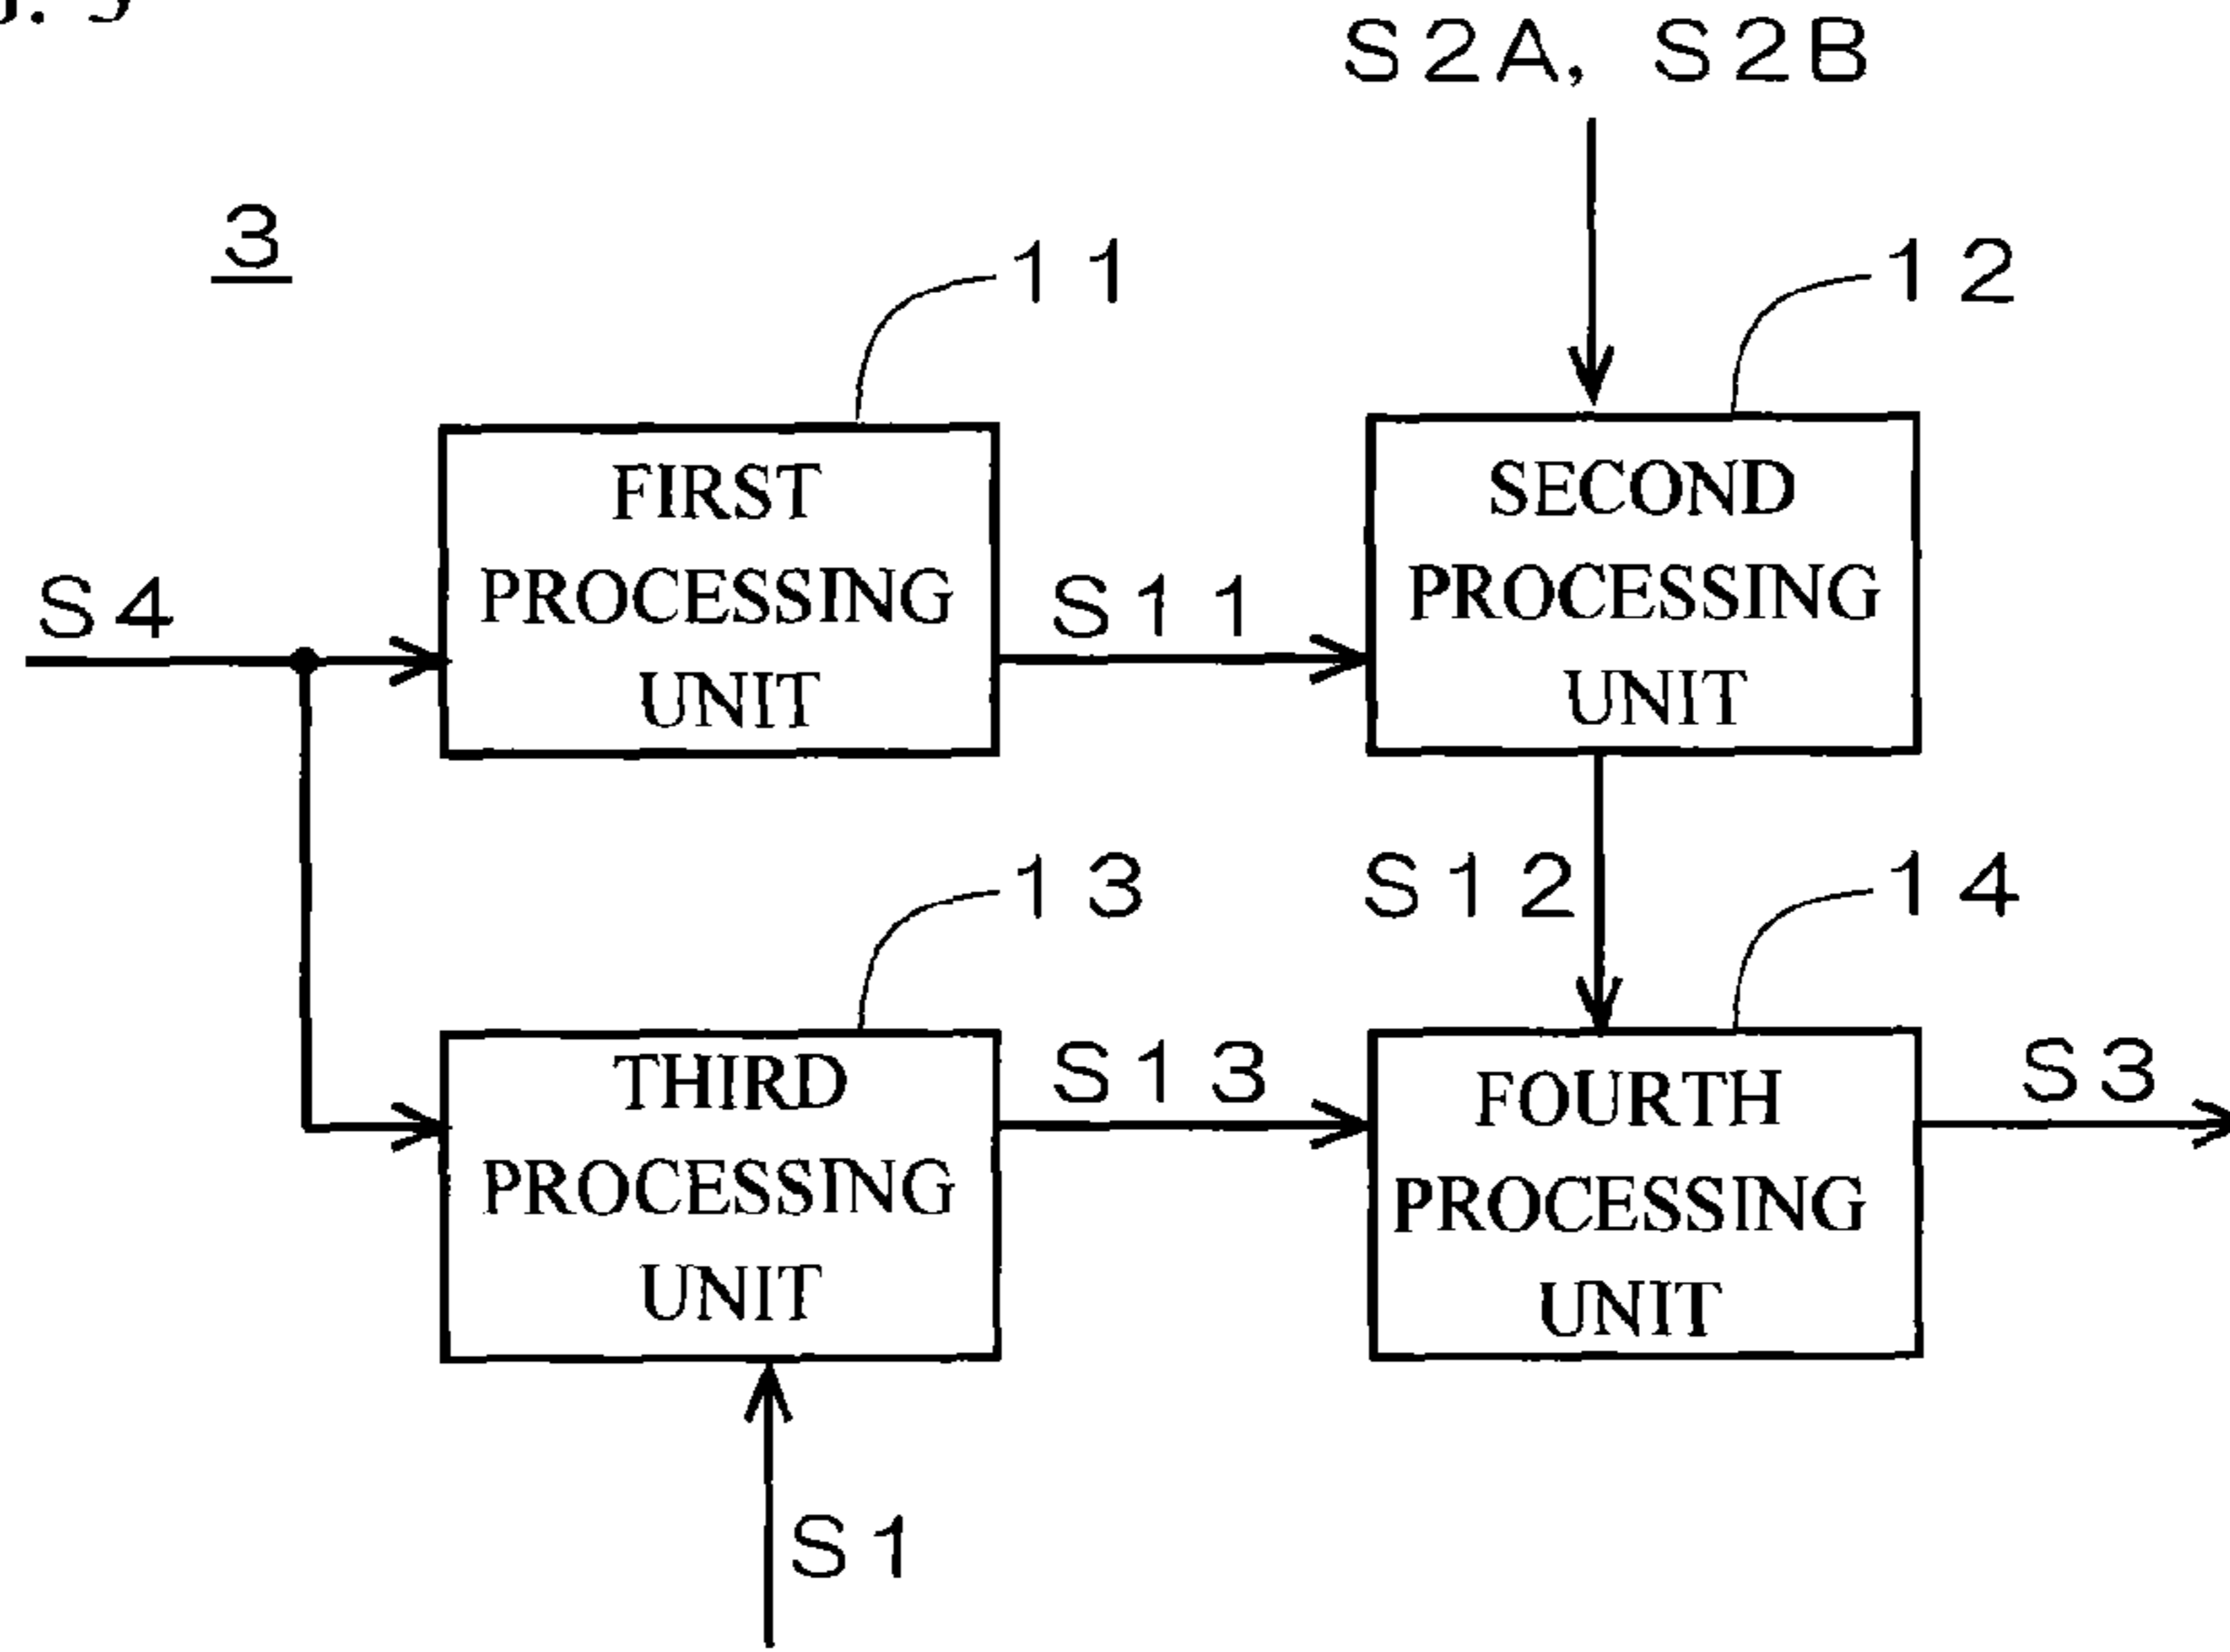 S2A, S2B
3
11
12
FIRST
PROCESSING
UNIT
SECOND
PROCESSING
UNIT
S4
S11
13
S12
14
THIRD
PROCESSING
UNIT
S13
FOURTH
PROCESSING
UNIT
S3
S1